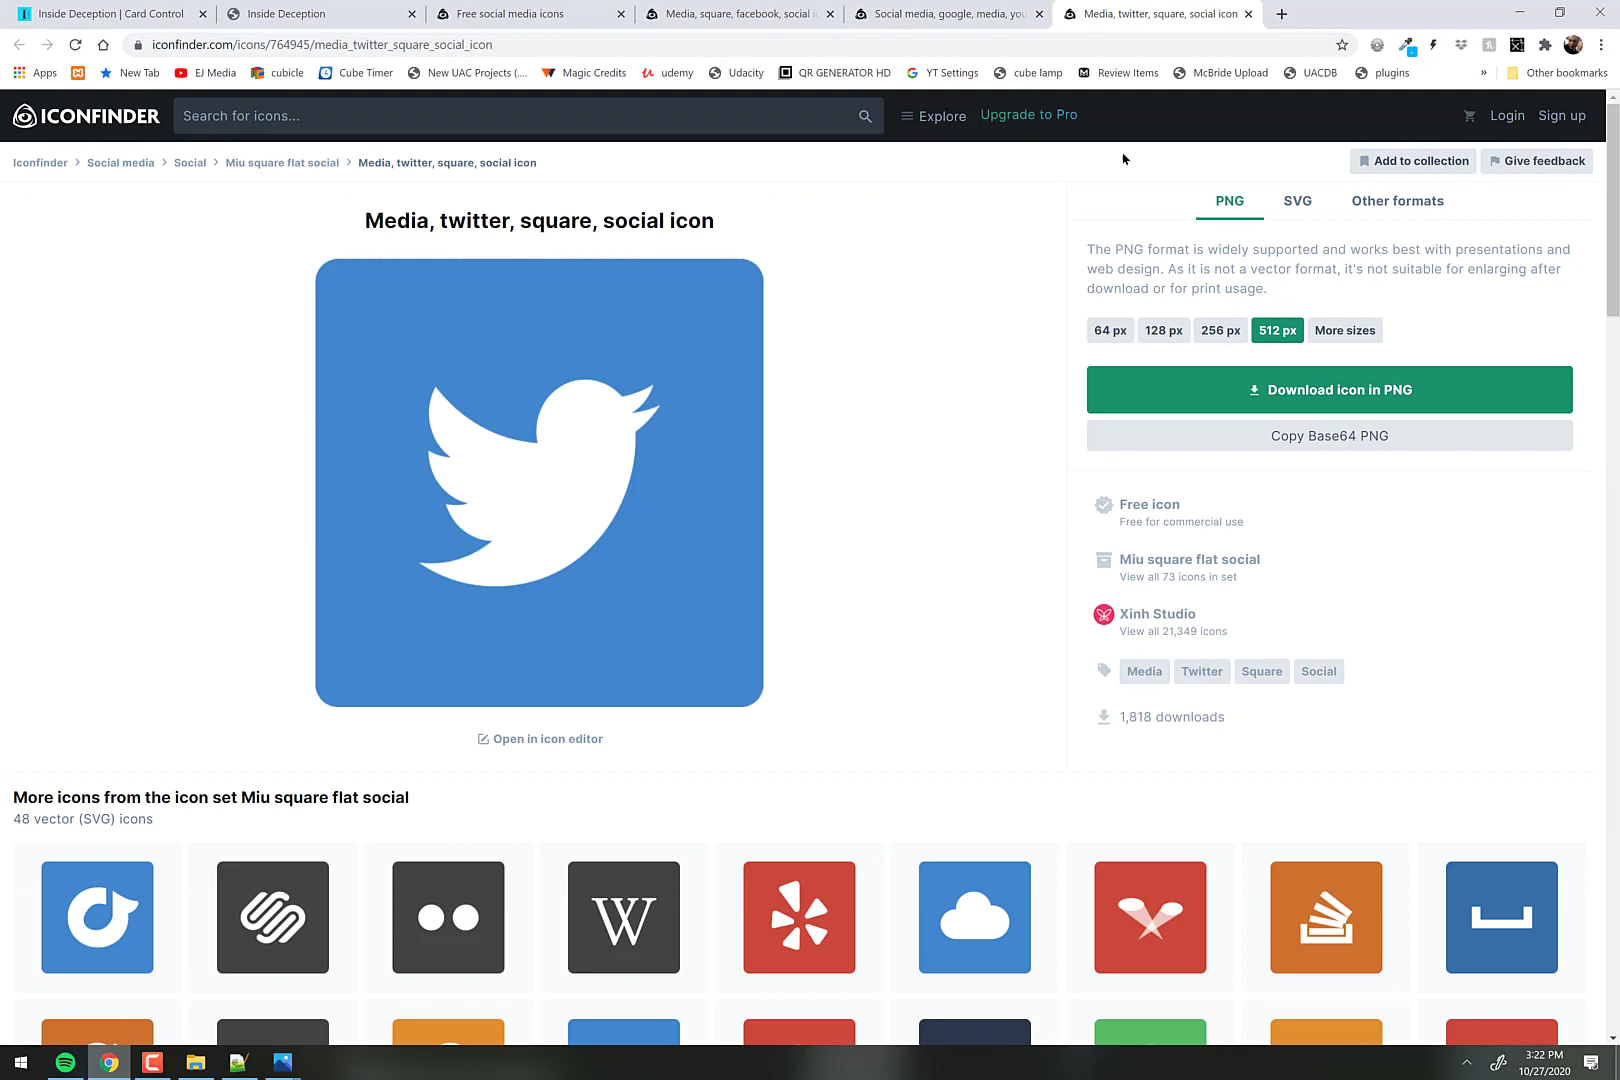 Inside Deception | Card Control
Inside Deception
Free social media icons
Media, square, facebook, social i
Social media, google, media, you
Media, twitter, square, social icon
iconfinder.com/icons/764945/media_twitter_square_social_icon
Apps
New Tab
EJ Media
cubicle
Cube Timer
New UAC Projects (....
Magic Credits
udemy
Udacity
QR GENERATOR HD
YT Settings
cube lamp
Review Items
McBride Upload
UACDB
plugins
»
Other bookmarks
ICONFINDER
Search for icons...
Explore
Upgrade to Pro
Login
Sign up
Iconfinder > Social media > Social > Miu square flat social > Media, twitter, square, social icon
Add to collection
Give feedback
Media, twitter, square, social icon
PNG
SVG
Other formats
The PNG format is widely supported and works best with presentations and
web design. As it is not a vector format, it's not suitable for enlarging after
download or for print usage.
64 px
128 px
256 px
512 px
More sizes
Download icon in PNG
Copy Base64 PNG
Free icon
Free for commercial use
Miu square flat social
View all 73 icons in set
Xinh Studio
View all 21,349 icons
Media
Twitter
Square
Social
1,818 downloads
Open in icon editor
More icons from the icon set Miu square flat social
48 vector (SVG) icons
W
3:22 PM
10/27/2020